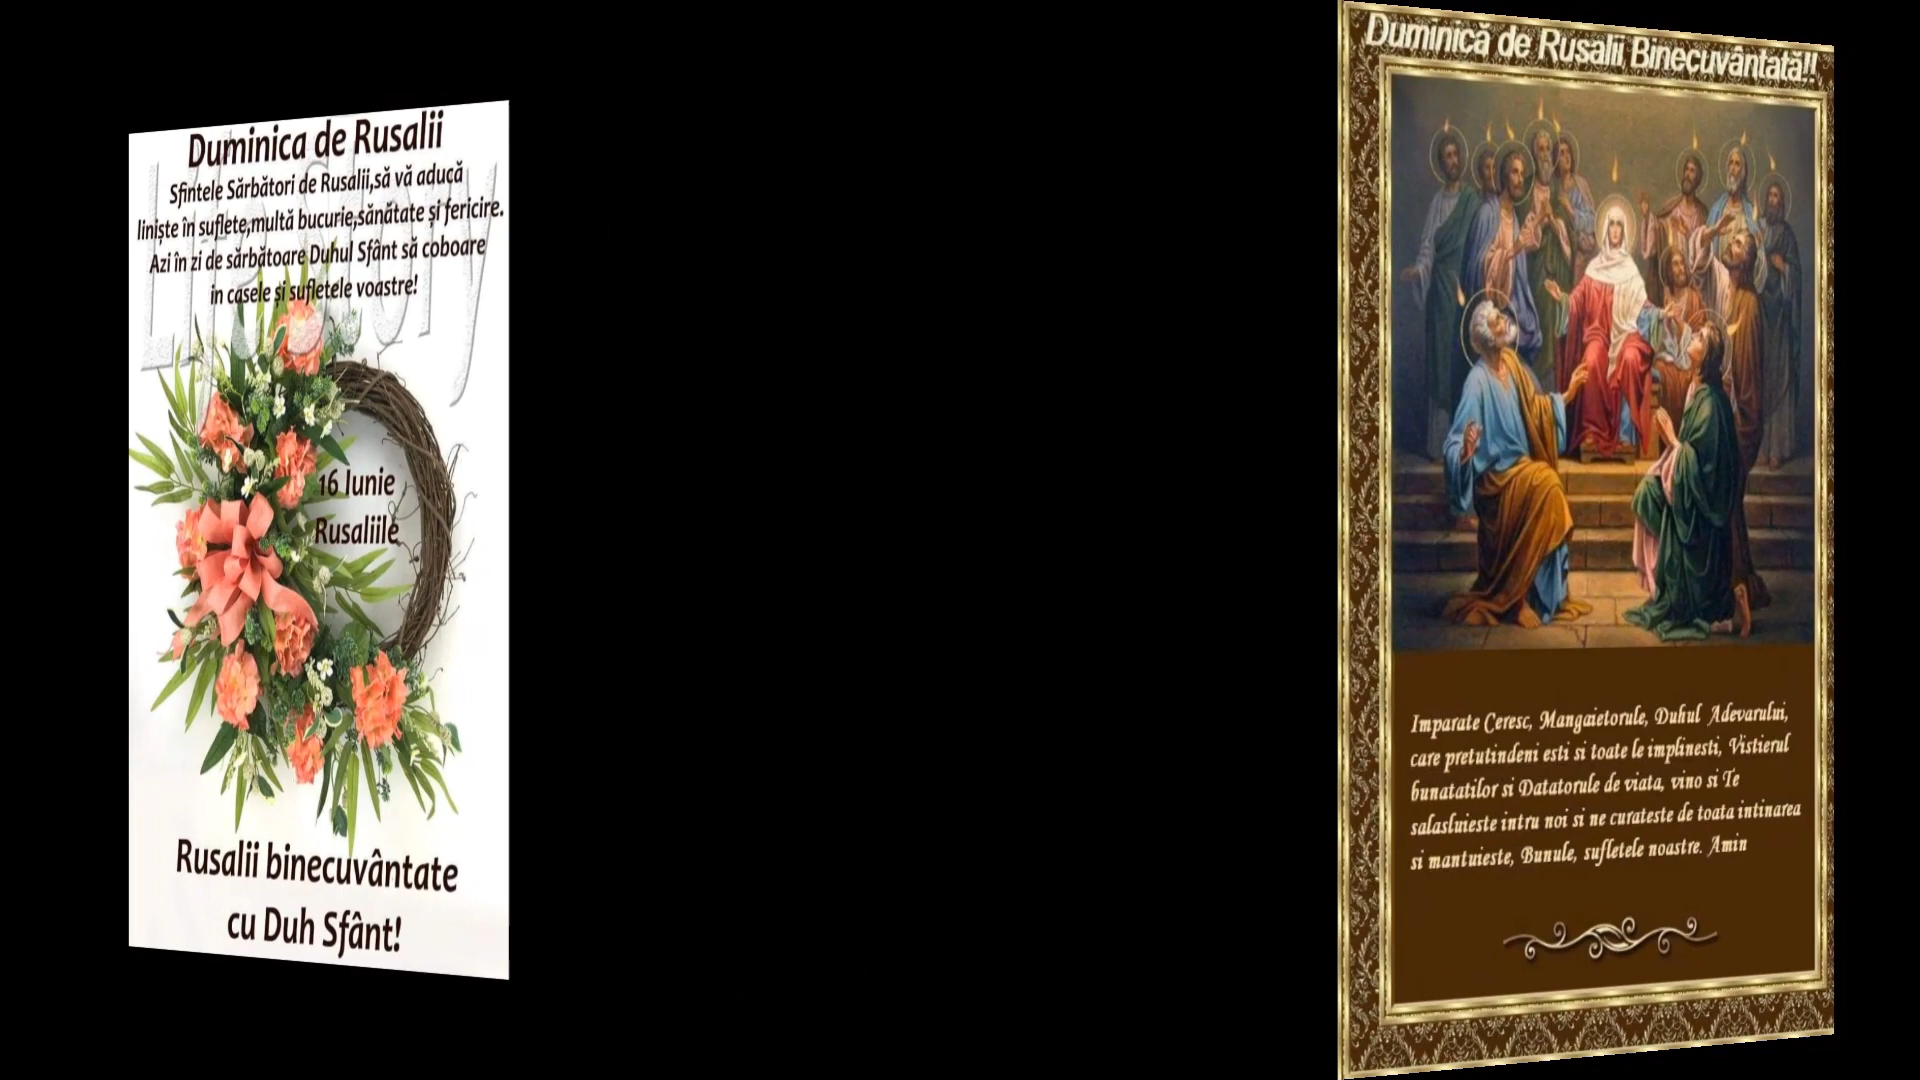 Duminica de Rusalii
Sfintele Sărbători de Rusalii,să vă aducă
liniște în suflete,multă bucurie,sănătate și fericire.
Azi în zi de sărbătoare Duhul Sfânt să coboare
in casele și sufletele voastre!
Life Story
16 Iunie
Rusaliile
Rusalii binecuvântate
cu Duh Sfânt!
Duminică de Rusalii Binecuvântată!!
Imparate Ceresc, Mangaietorule, Duhul Adevarului,
care pretutindeni esti si toate le implinesti, Vistierul
bunatatilor si Datatorule de viata, vino si Te
salasluieste intru noi si ne curateste de toata intinarea
si mantuieste, Bunule, sufletele noastre. Amin